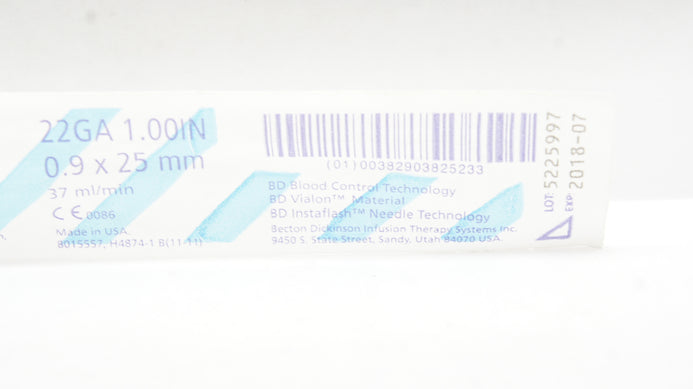 22GA 1.00IN
0.9 x 25 mm
37 ml/min
CE 0086
Made in USA.
8015557, H4874-1 B(11-11)
(01)00382903825233
BD Blood Control Technology
BD Vialon™ Material
BD Instaflash™ Needle Technology
Becton Dickinson Infusion Therapy Systems Inc.
9450 S. State Street, Sandy, Utah 84070 USA.
LOT: 5225997
EXP: 2018-07